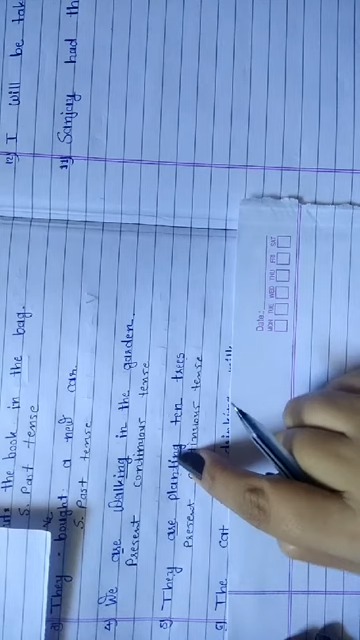 the book in the bag.
S. Past tense
They bought a new car.
S. Past tense
4) We are Walking in the garden.
Present continuous tense
5) They are planting ten trees
Present tense
The cat
12) I will be tak
11) Sanjay had th
Date:
MON TUE WED THU FRI SAT